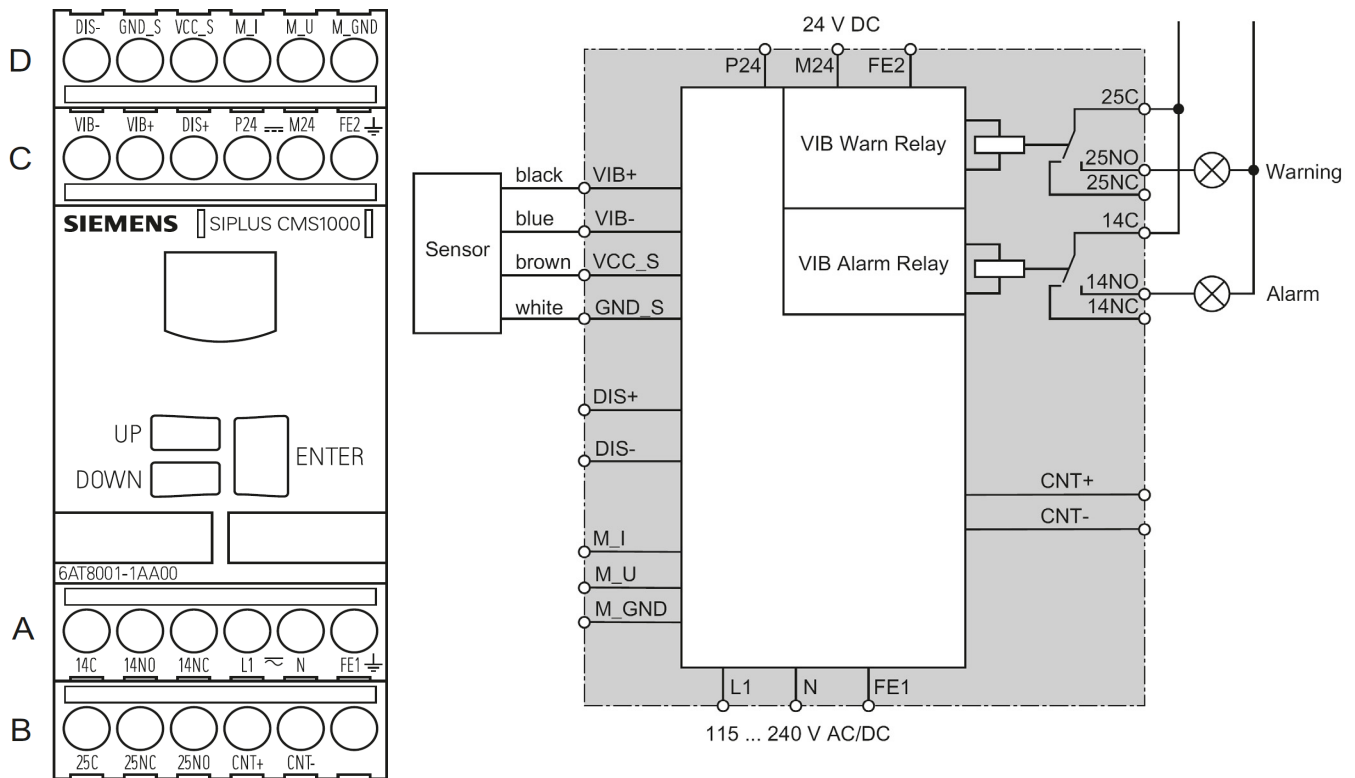 DIS- GND_S VCC_S M_I M_U M_GND
D
VIB- VIB+ DIS+ P24 M24 FE2
C
SIEMENS SIPLUS CMS1000
UP
DOWN
ENTER
6AT8001-1AA00
A
14C 14NO 14NC L1 N FE1
B
25C 25NC 25NO CNT+ CNT-
24 V DC
P24 M24 FE2
VIB Warn Relay
VIB Alarm Relay
Sensor
black VIB+
blue VIB-
brown VCC_S
white GND_S
DIS+
DIS-
M_I
M_U
M_GND
25C
25NO
25NC
Warning
14C
14NO
14NC
Alarm
CNT+
CNT-
L1 N FE1
115 ... 240 V AC/DC